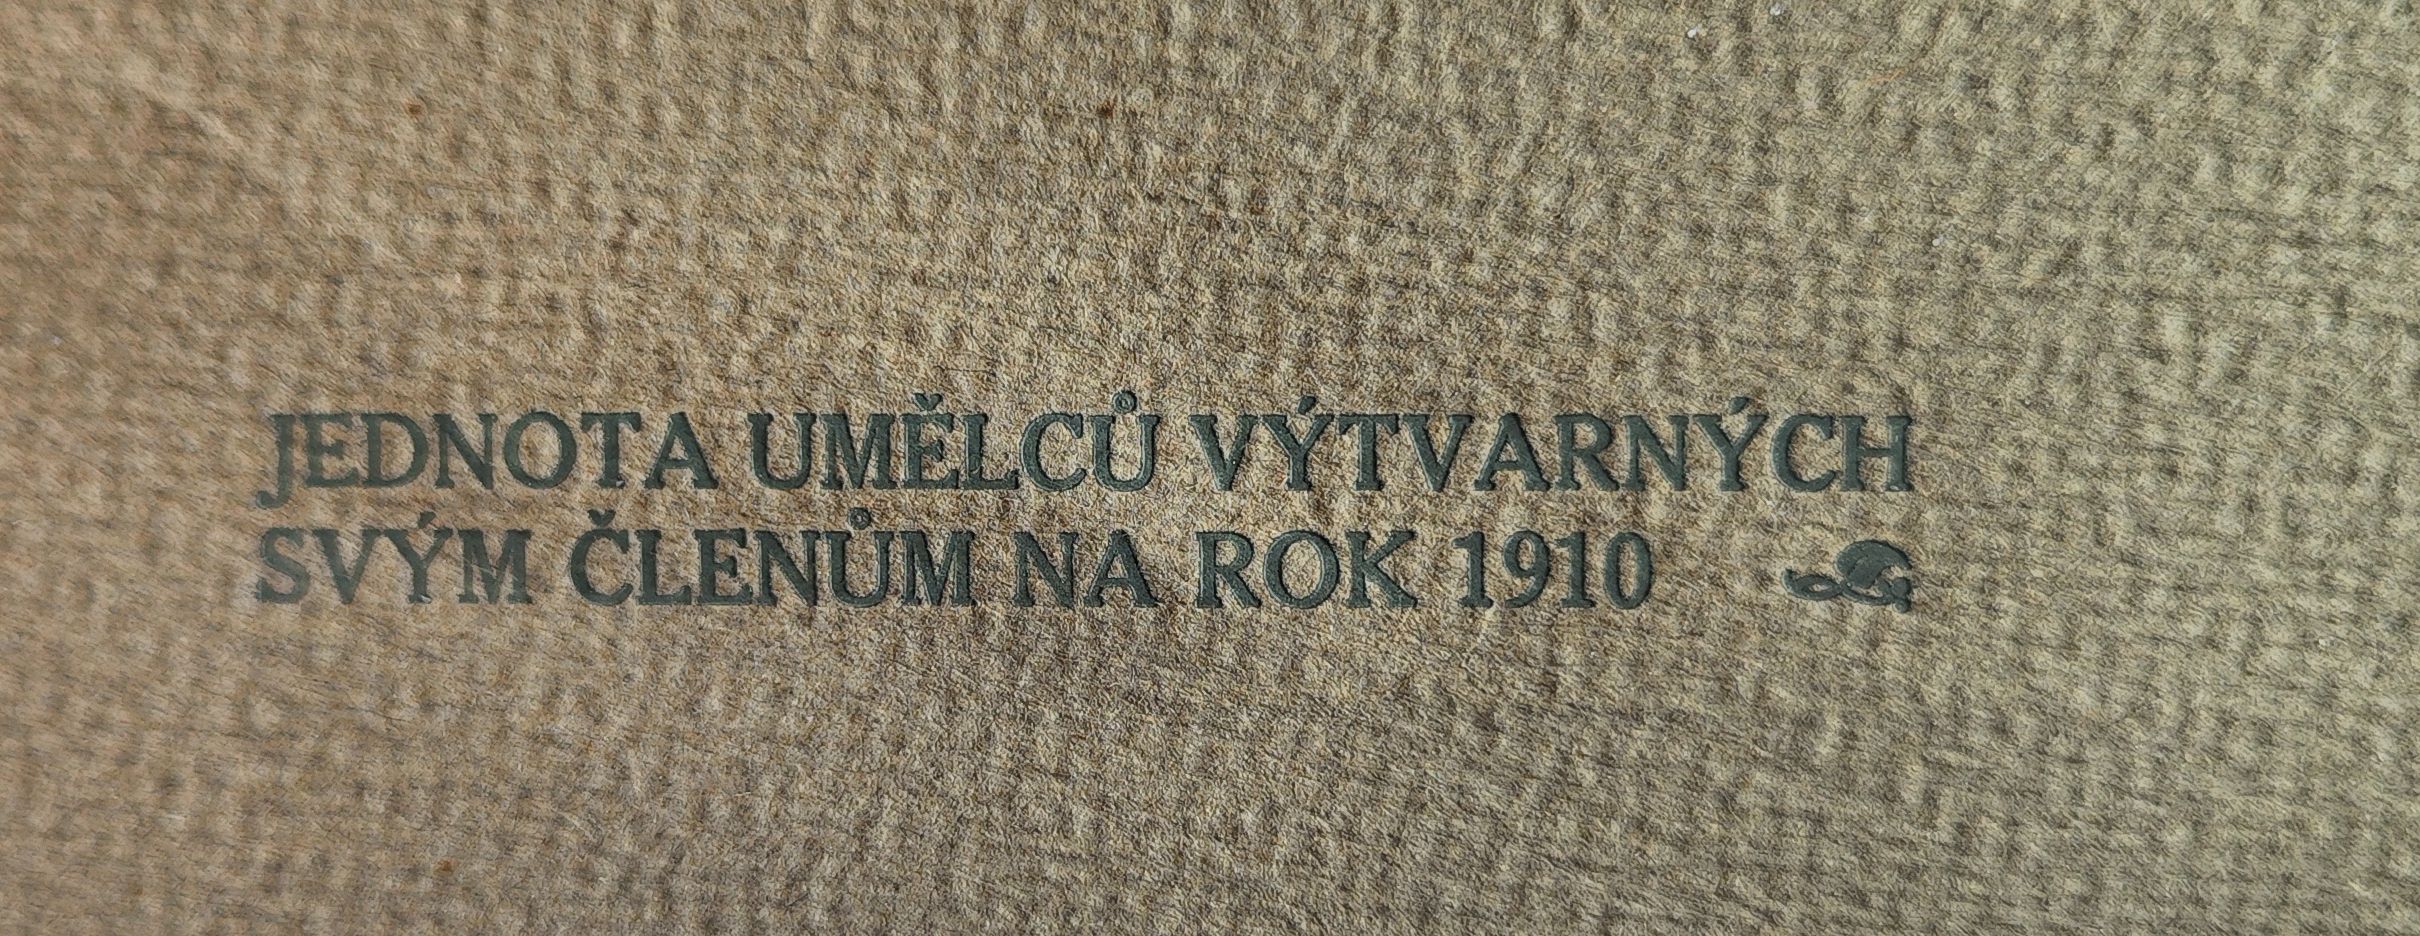 JEDNOTA UMĚLCŮ VÝTVARNÝCH
SVÝM ČLENŮM NA ROK 1910